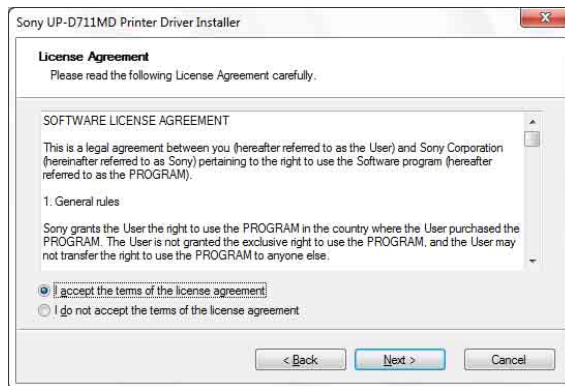 Sony UP-D711MD Printer Driver Installer
License Agreement
Please read the following License Agreement carefully.
SOFTWARE LICENSE AGREEMENT
This is a legal agreement between you (hereafter referred to as the User) and Sony Corporation
(hereinafter referred to as Sony) pertaining to the right to use the Software program (hereafter
referred to as the PROGRAM).
1. General rules
Sony grants the User the right to use the PROGRAM in the country where the User purchased the
PROGRAM. The User is not granted the exclusive right to use the PROGRAM, and the User may
not transfer the right to use the PROGRAM to anyone else.
I accept the terms of the license agreement
I do not accept the terms of the license agreement
< Back
Next >
Cancel